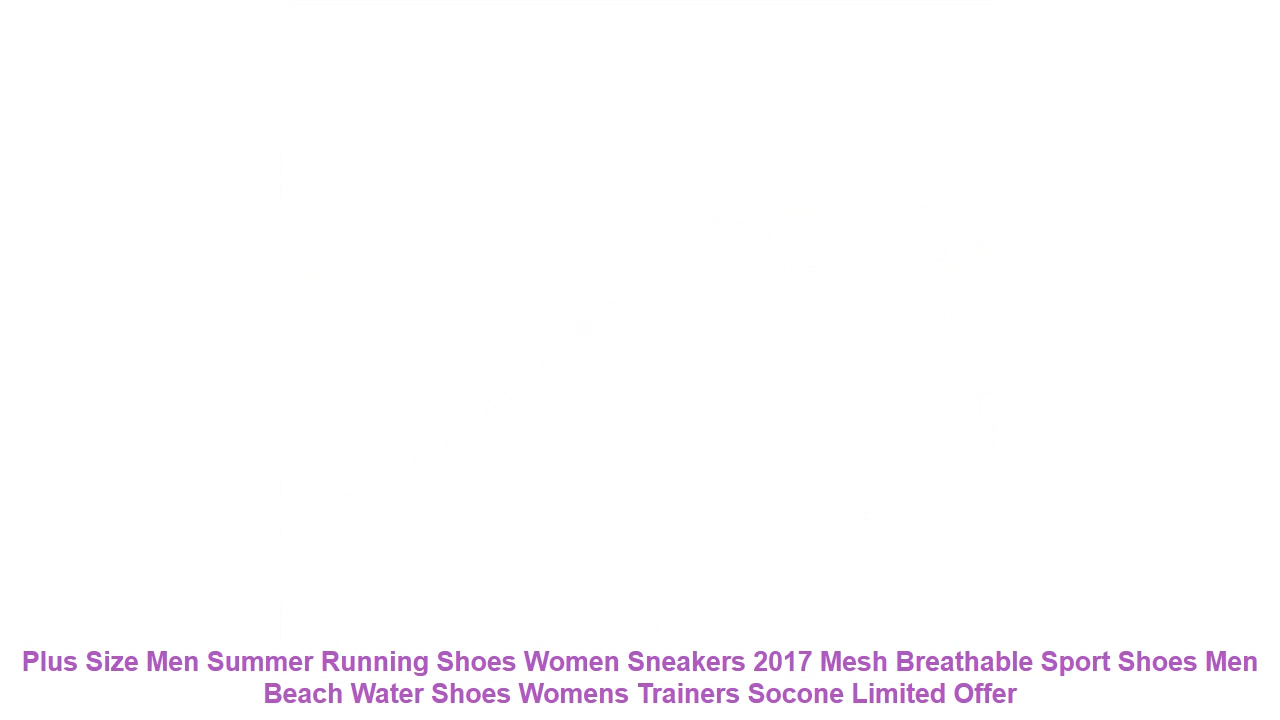 Plus Size Men Summer Running Shoes Women Sneakers 2017 Mesh Breathable Sport Shoes Men
Beach Water Shoes Womens Trainers Socone Limited Offer